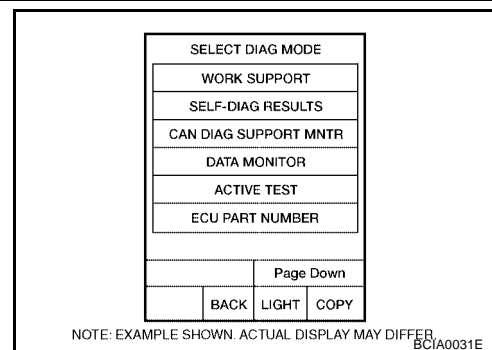 SELECT DIAG MODE
WORK SUPPORT
SELF-DIAG RESULTS
CAN DIAG SUPPORT MNTR
DATA MONITOR
ACTIVE TEST
ECU PART NUMBER
Page Down
BACK LIGHT COPY
NOTE: EXAMPLE SHOWN. ACTUAL DISPLAY MAY DIFFER.
BCIA0031E